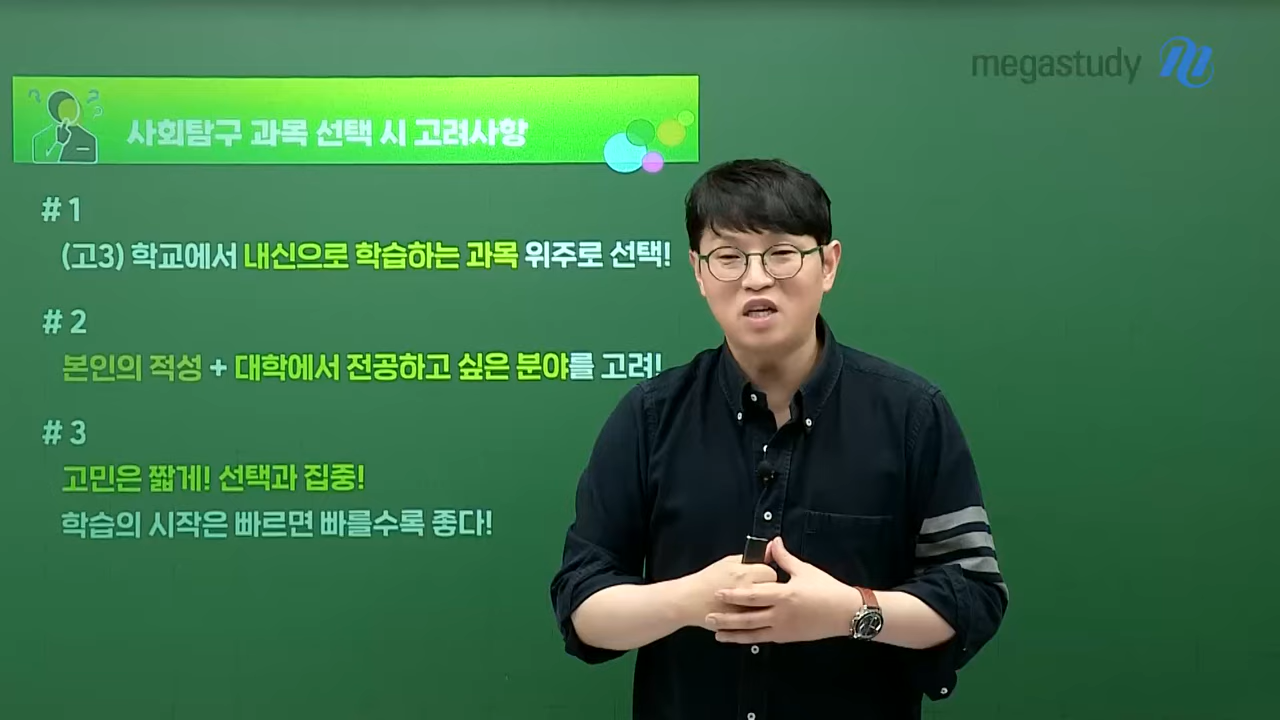 megastudy
사회탐구 과목 선택 시 고려사항
# 1
(고3) 학교에서 내신으로 학습하는 과목 위주로 선택!
# 2
본인의 적성 + 대학에서 전공하고 싶은 분야를 고려!
# 3
고민은 짧게! 선택과 집중!
학습의 시작은 빠르면 빠를수록 좋다!